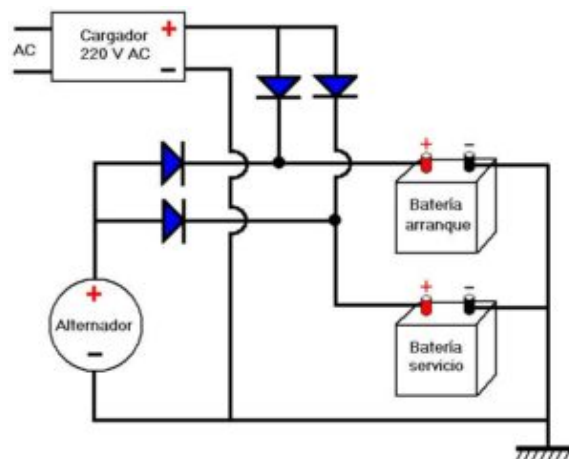 AC
Cargador +
220 V AC
−
+ −
Batería
arranque
+
Alternador
−
+ −
Batería
servicio